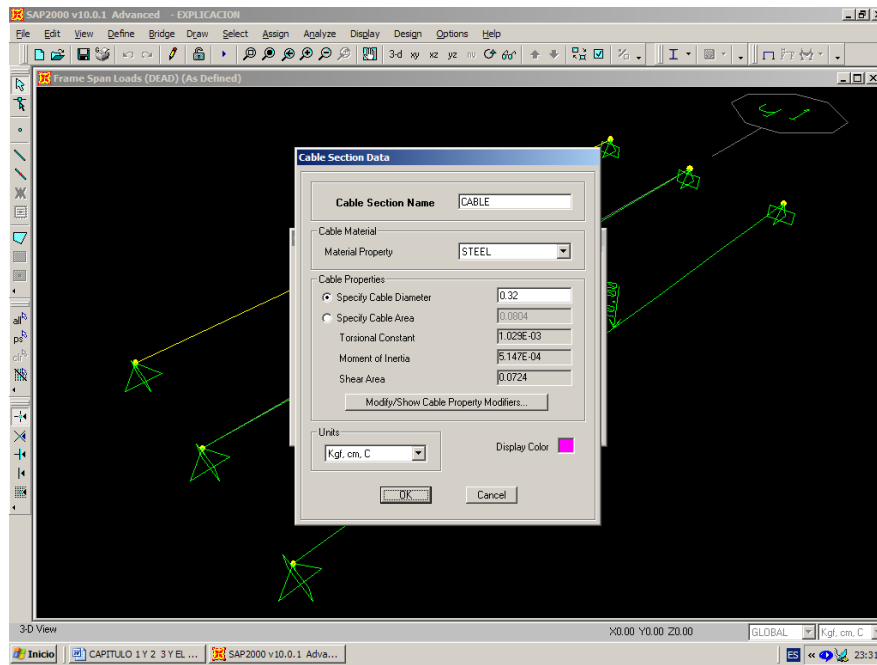 SAP2000 v10.0.1 Advanced - EXPLICACION
File Edit View Define Bridge Draw Select Assign Analyze Display Design Options Help
3-d xy xz yz nv
Frame Span Loads (DEAD) (As Defined)
Cable Section Data
Cable Section Name CABLE
Cable Material
Material Property STEEL
Cable Properties
Specify Cable Diameter 0.32
Specify Cable Area 0.0804
Torsional Constant 1.029E-03
Moment of Inertia 5.147E-04
Shear Area 0.0724
Modify/Show Cable Property Modifiers...
Units
Kgf, cm, C
Display Color
OK Cancel
all
ps
clr
3-D View
X0.00 Y0.00 Z0.00
GLOBAL
Kgf, cm, C
Inicio
CAPITULO 1 Y 2 3 Y EL ...
SAP2000 v10.0.1 Adva...
ES
23:31